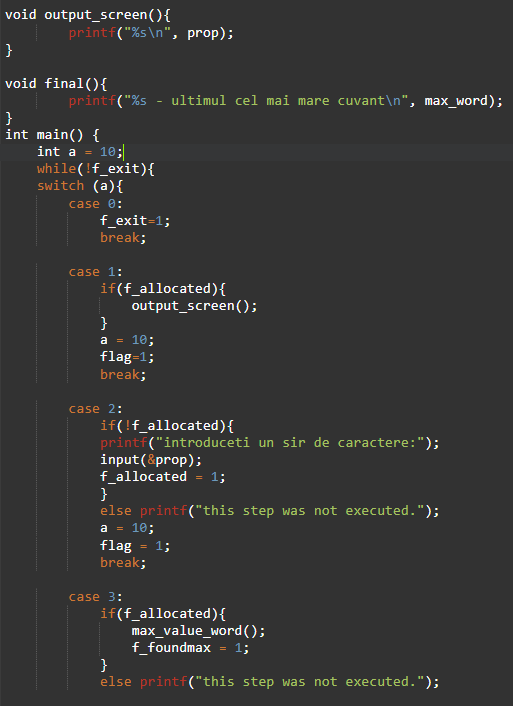 void output_screen(){
printf("%s\n", prop);
}
void final(){
printf("%s - ultimul cel mai mare cuvant\n", max_word);
}
int main() {
int a = 10;
while(!f_exit){
switch (a){
case 0:
f_exit=1;
break;
case 1:
if(f_allocated){
output_screen();
}
a = 10;
flag=1;
break;
case 2:
if(!f_allocated){
printf("introduceti un sir de caractere:");
input(&prop);
f_allocated = 1;
}
else printf("this step was not executed.");
a = 10;
flag = 1;
break;
case 3:
if(f_allocated){
max_value_word();
f_foundmax = 1;
}
else printf("this step was not executed.");